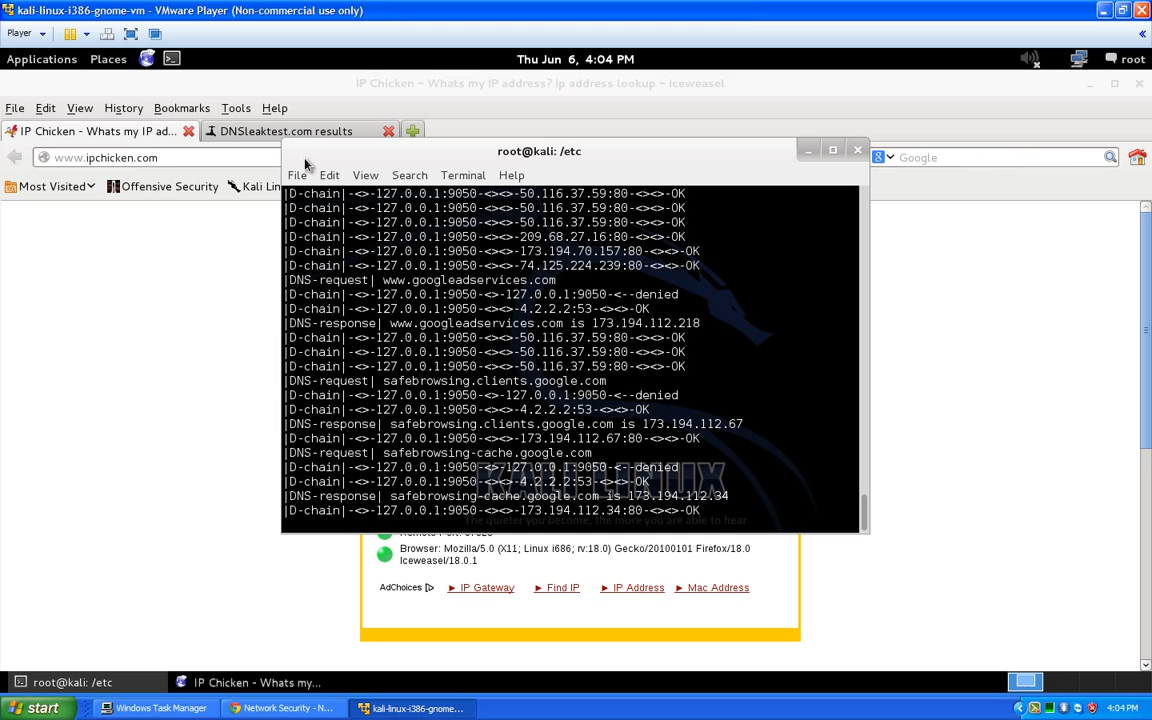 kali-linux-i386-gnome-vm - VMware Player (Non-commercial use only)
Player
Applications Places Thu Jun 6, 4:04 PM root
IP Chicken - Whats my IP address? ip address lookup - Iceweasel
File Edit View History Bookmarks Tools Help
IP Chicken - Whats my IP ad... DNSleaktest.com results
www.ipchicken.com Google
Most Visited Offensive Security Kali Lin
root@kali: /etc
File Edit View Search Terminal Help
|D-chain|-<>-127.0.0.1:9050-<><>-50.116.37.59:80-<><>-OK
|D-chain|-<>-127.0.0.1:9050-<><>-50.116.37.59:80-<><>-OK
|D-chain|-<>-127.0.0.1:9050-<><>-50.116.37.59:80-<><>-OK
|D-chain|-<>-127.0.0.1:9050-<><>-209.68.27.16:80-<><>-OK
|D-chain|-<>-127.0.0.1:9050-<><>-173.194.70.157:80-<><>-OK
|D-chain|-<>-127.0.0.1:9050-<><>-74.125.224.239:80-<><>-OK
|DNS-request| www.googleadservices.com
|D-chain|-<>-127.0.0.1:9050-<>-127.0.0.1:9050-<--denied
|D-chain|-<>-127.0.0.1:9050-<><>-4.2.2.2:53-<><>-OK
|DNS-response| www.googleadservices.com is 173.194.112.218
|D-chain|-<>-127.0.0.1:9050-<><>-50.116.37.59:80-<><>-OK
|D-chain|-<>-127.0.0.1:9050-<><>-50.116.37.59:80-<><>-OK
|D-chain|-<>-127.0.0.1:9050-<><>-50.116.37.59:80-<><>-OK
|DNS-request| safebrowsing.clients.google.com
|D-chain|-<>-127.0.0.1:9050-<>-127.0.0.1:9050-<--denied
|D-chain|-<>-127.0.0.1:9050-<><>-4.2.2.2:53-<><>-OK
|DNS-response| safebrowsing.clients.google.com is 173.194.112.67
|D-chain|-<>-127.0.0.1:9050-<><>-173.194.112.67:80-<><>-OK
|DNS-request| safebrowsing-cache.google.com
|D-chain|-<>-127.0.0.1:9050-<>-127.0.0.1:9050-<--denied
|D-chain|-<>-127.0.0.1:9050-<><>-4.2.2.2:53-<><>-OK
KALI LINUX
|DNS-response| safebrowsing-cache.google.com is 173.194.112.34
|D-chain|-<>-127.0.0.1:9050-<><>-173.194.112.34:80-<><>-OK
The quieter you become, the more you are able to hear
Browser: Mozilla/5.0 (X11; Linux i686; rv:18.0) Gecko/20100101 Firefox/18.0
Iceweasel/18.0.1
AdChoices ► IP Gateway ► Find IP ► IP Address ► Mac Address
root@kali: /etc IP Chicken - Whats my...
start Windows Task Manager Network Security - N... kali-linux-i386-gnome... 4:04 PM